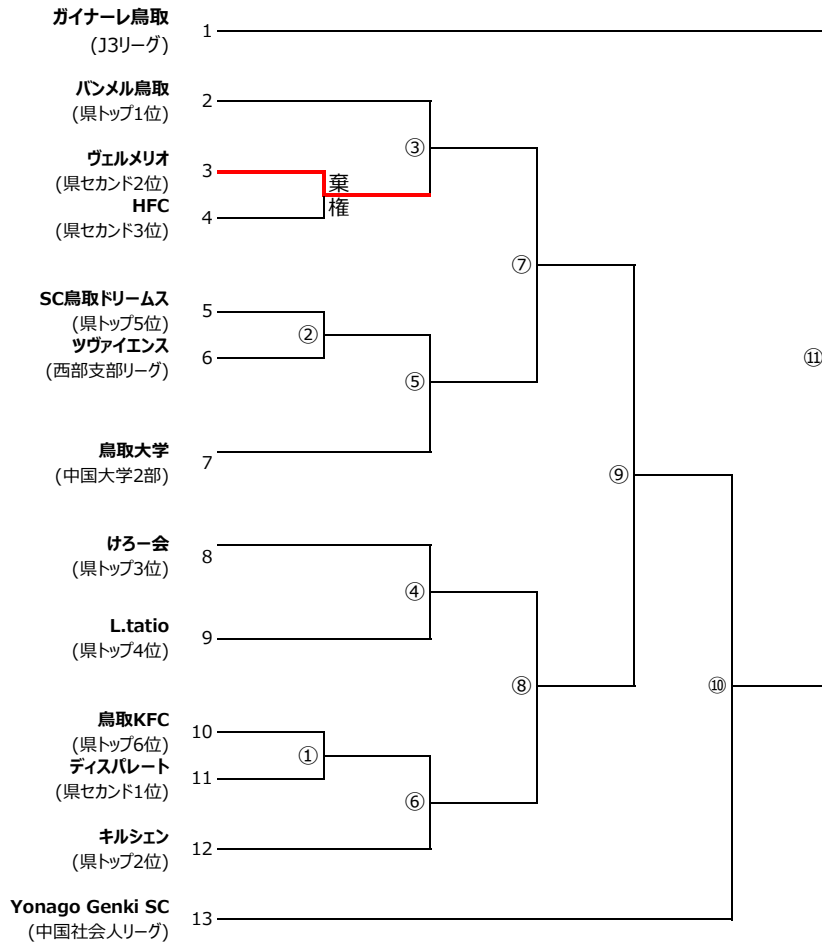 ガイナーレ鳥取
(J3リーグ)
1
バンメル鳥取
(県トップ1位)
2
③
ヴェルメリオ
(県セカンド2位)
3
棄権
HFC
(県セカンド3位)
4
⑦
SC鳥取ドリームス
(県トップ5位)
5
②
ツヴァイエンス
(西部支部リーグ)
6
⑪
⑤
鳥取大学
(中国大学2部)
7
⑨
けろー会
(県トップ3位)
8
④
L.tatio
(県トップ4位)
9
⑧
⑩
鳥取KFC
(県トップ6位)
10
①
ディスパレート
(県セカンド1位)
11
⑥
キルシェン
(県トップ2位)
12
Yonago Genki SC
(中国社会人リーグ)
13